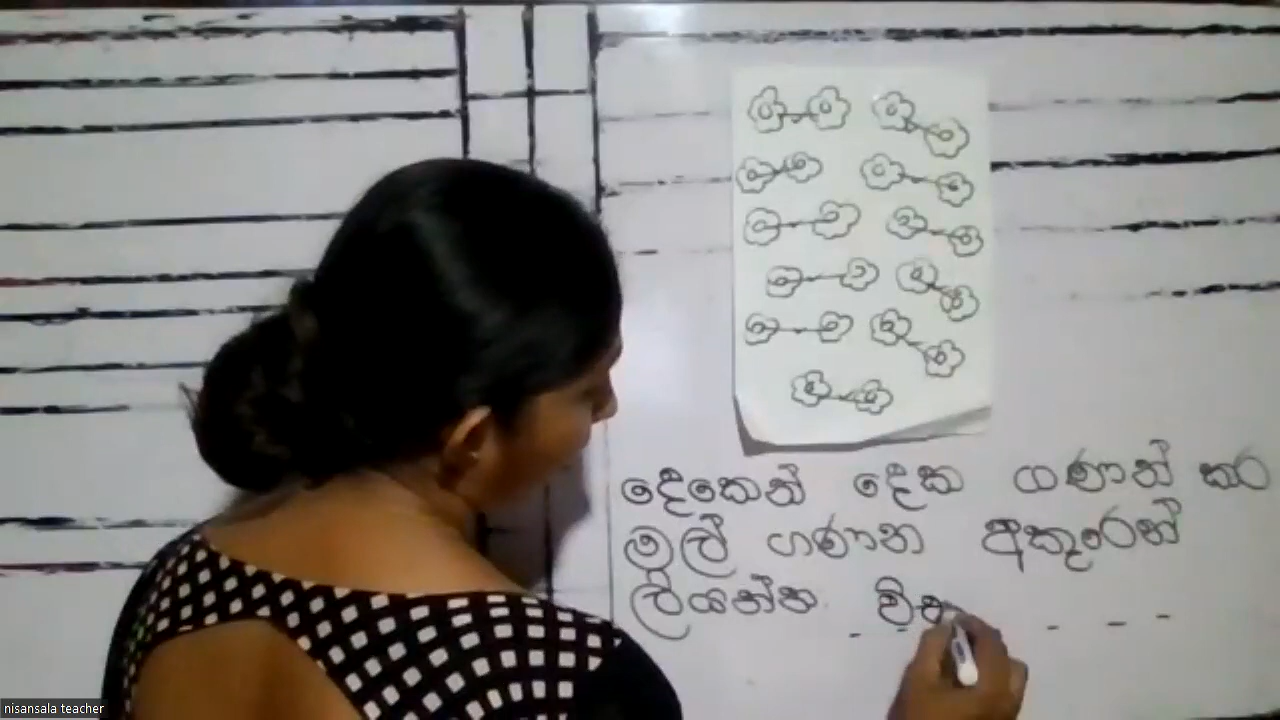 දෙකෙන් දෙක ගණන් කර
මල් ගණන අකුරෙන්
ලියන්න විස
nisansala teacher